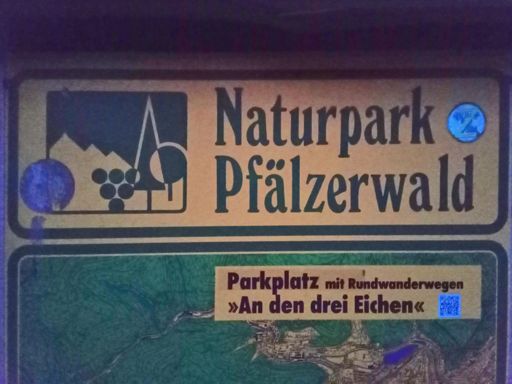 Naturpark
Pfälzerwald
Parkplatz mit Rundwanderwegen
»An den drei Eichen«